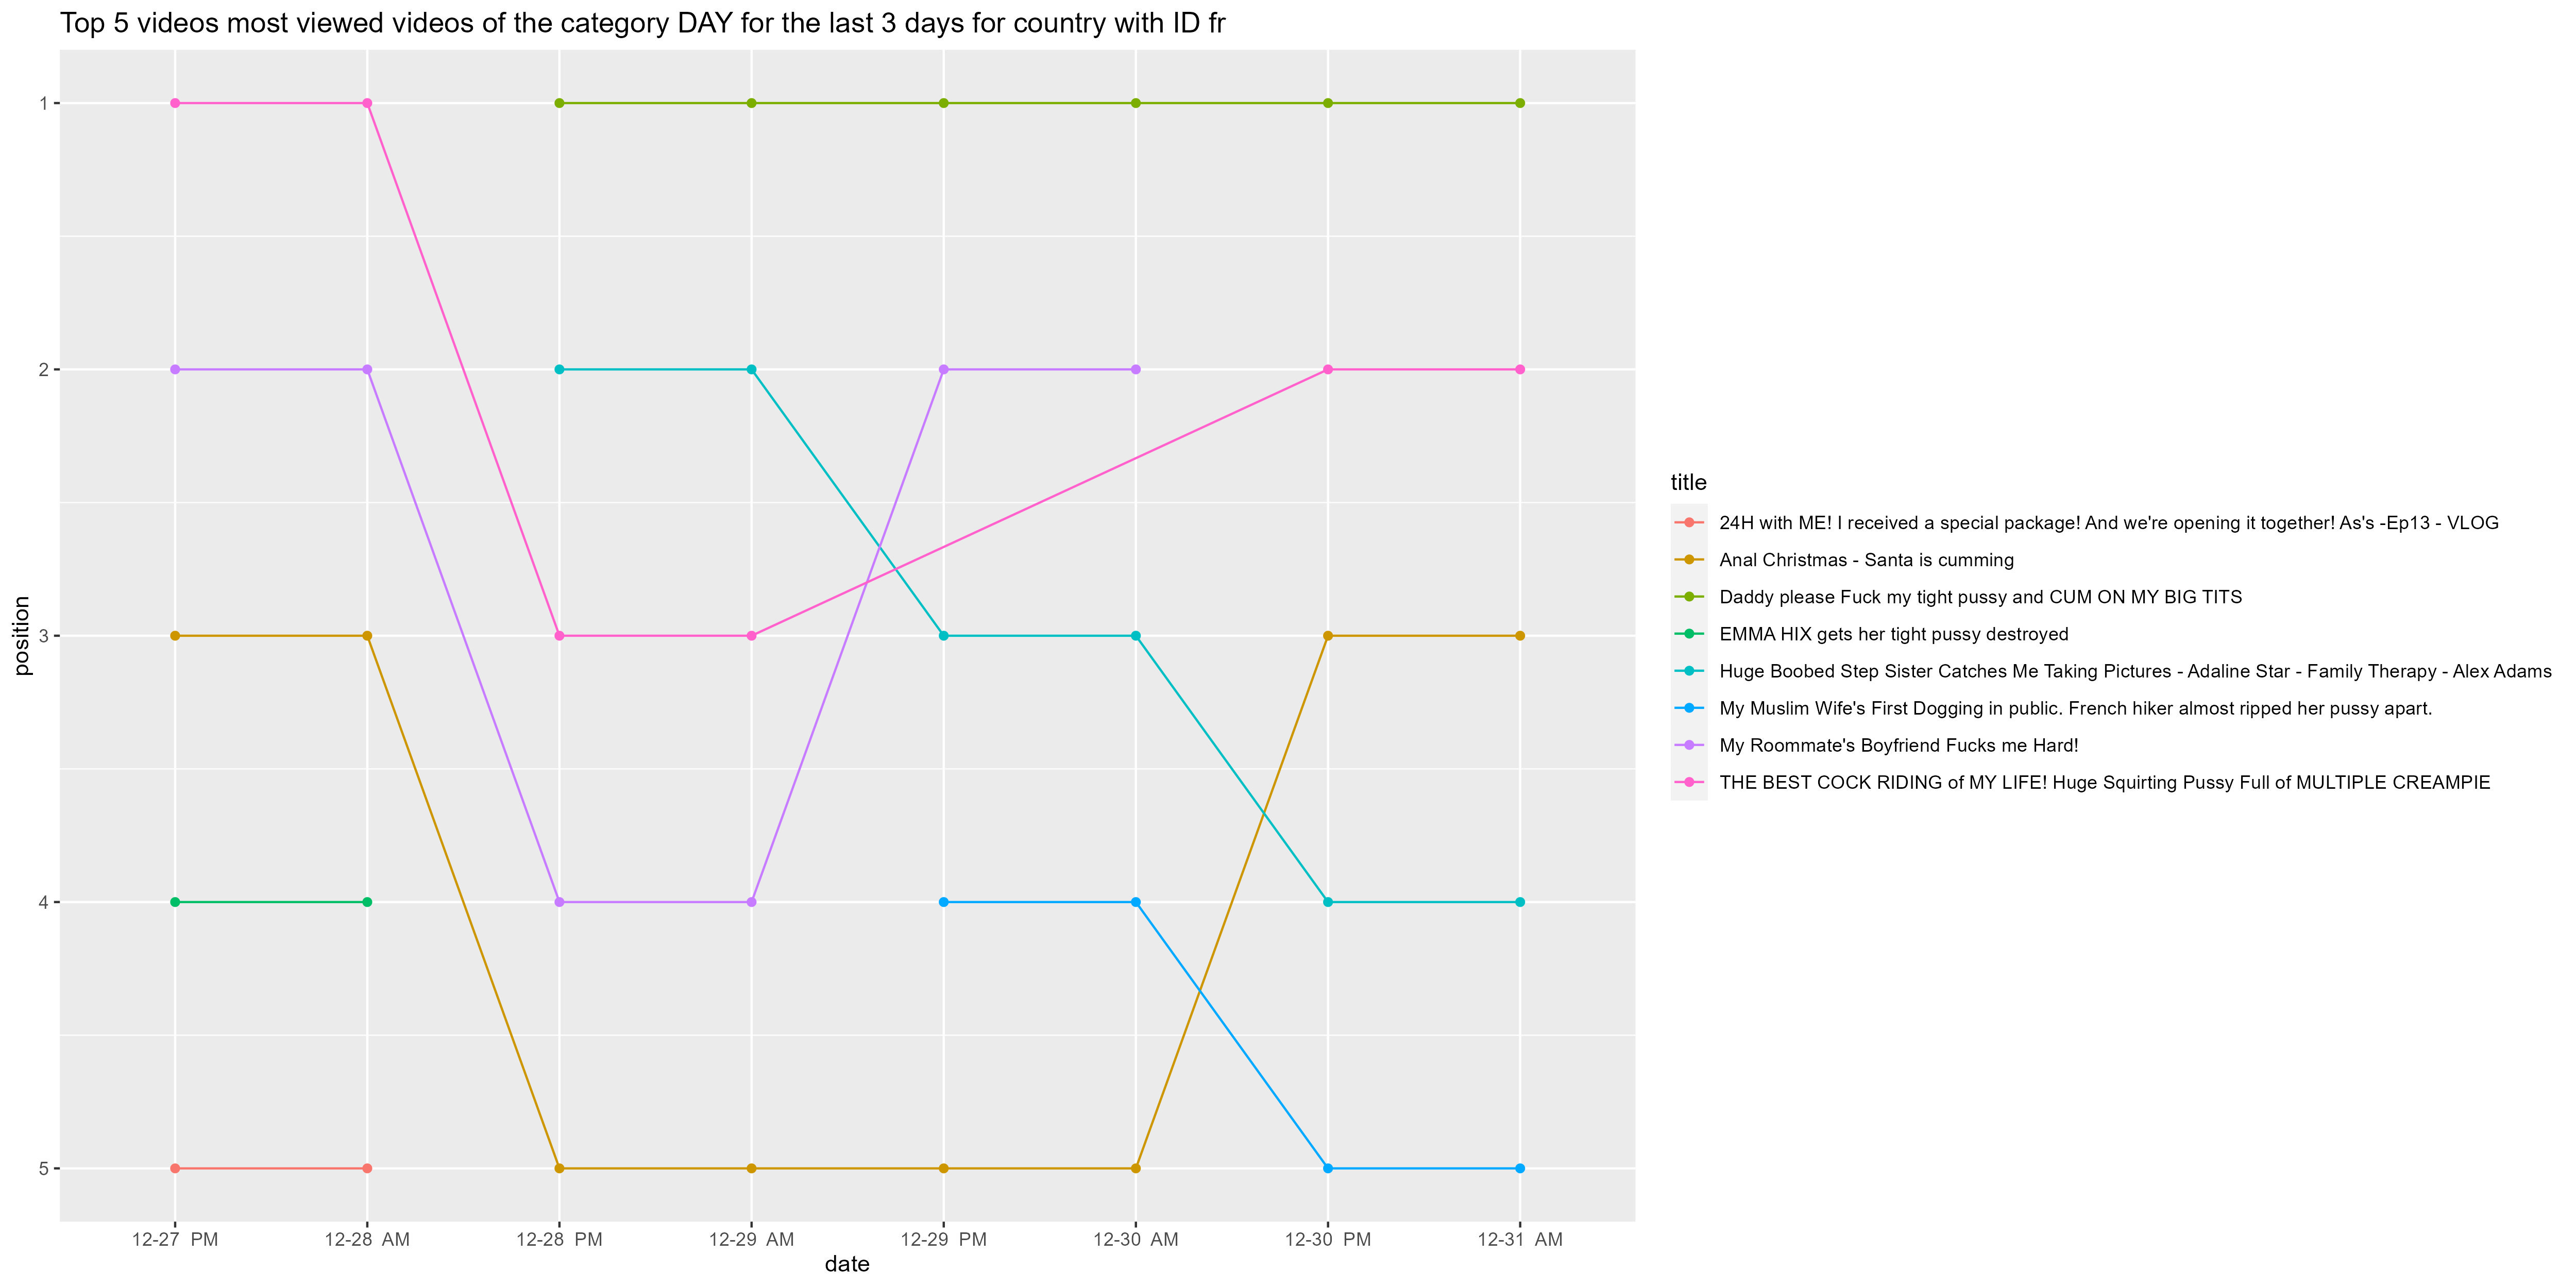 Top 5 videos most viewed videos of the category DAY for the last 3 days for country with ID fr
position
1
2
3
4
5
12-27 PM
12-28 AM
12-28 PM
12-29 AM
12-29 PM
12-30 AM
12-30 PM
12-31 AM
date
title
24H with ME! I received a special package! And we're opening it together! As's -Ep13 - VLOG
Anal Christmas - Santa is cumming
Daddy please Fuck my tight pussy and CUM ON MY BIG TITS
EMMA HIX gets her tight pussy destroyed
Huge Boobed Step Sister Catches Me Taking Pictures - Adaline Star - Family Therapy - Alex Adams
My Muslim Wife's First Dogging in public. French hiker almost ripped her pussy apart.
My Roommate's Boyfriend Fucks me Hard!
THE BEST COCK RIDING of MY LIFE! Huge Squirting Pussy Full of MULTIPLE CREAMPIE